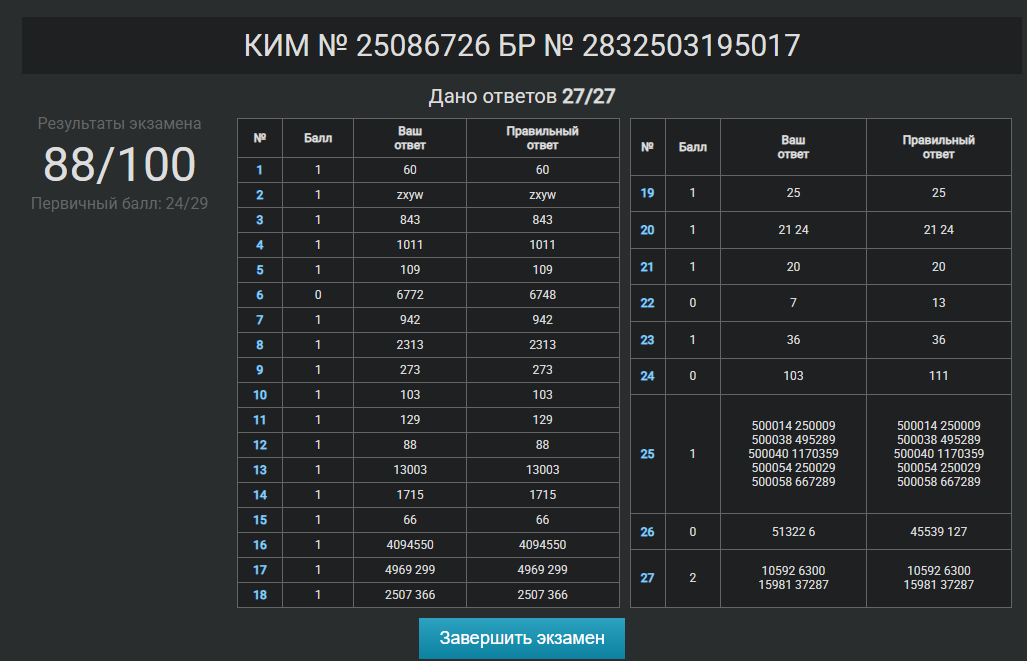 КИМ № 25086726 БР № 2832503195017
Дано ответов 27/27
Результаты экзамена
88/100
Первичный балл: 24/29
№ Балл Ваш ответ Правильный ответ
1 1 60 60
2 1 zxyw zxyw
3 1 843 843
4 1 1011 1011
5 1 109 109
6 0 6772 6748
7 1 942 942
8 1 2313 2313
9 1 273 273
10 1 103 103
11 1 129 129
12 1 88 88
13 1 13003 13003
14 1 1715 1715
15 1 66 66
16 1 4094550 4094550
17 1 4969 299 4969 299
18 1 2507 366 2507 366
№ Балл Ваш ответ Правильный ответ
19 1 25 25
20 1 21 24 21 24
21 1 20 20
22 0 7 13
23 1 36 36
24 0 103 111
500014 250009 500014 250009
500038 495289 500038 495289
25 1 500040 1170359 500040 1170359
500054 250029 500054 250029
500058 667289 500058 667289
26 0 51322 6 45539 127
27 2 10592 6300 10592 6300
15981 37287 15981 37287
Завершить экзамен